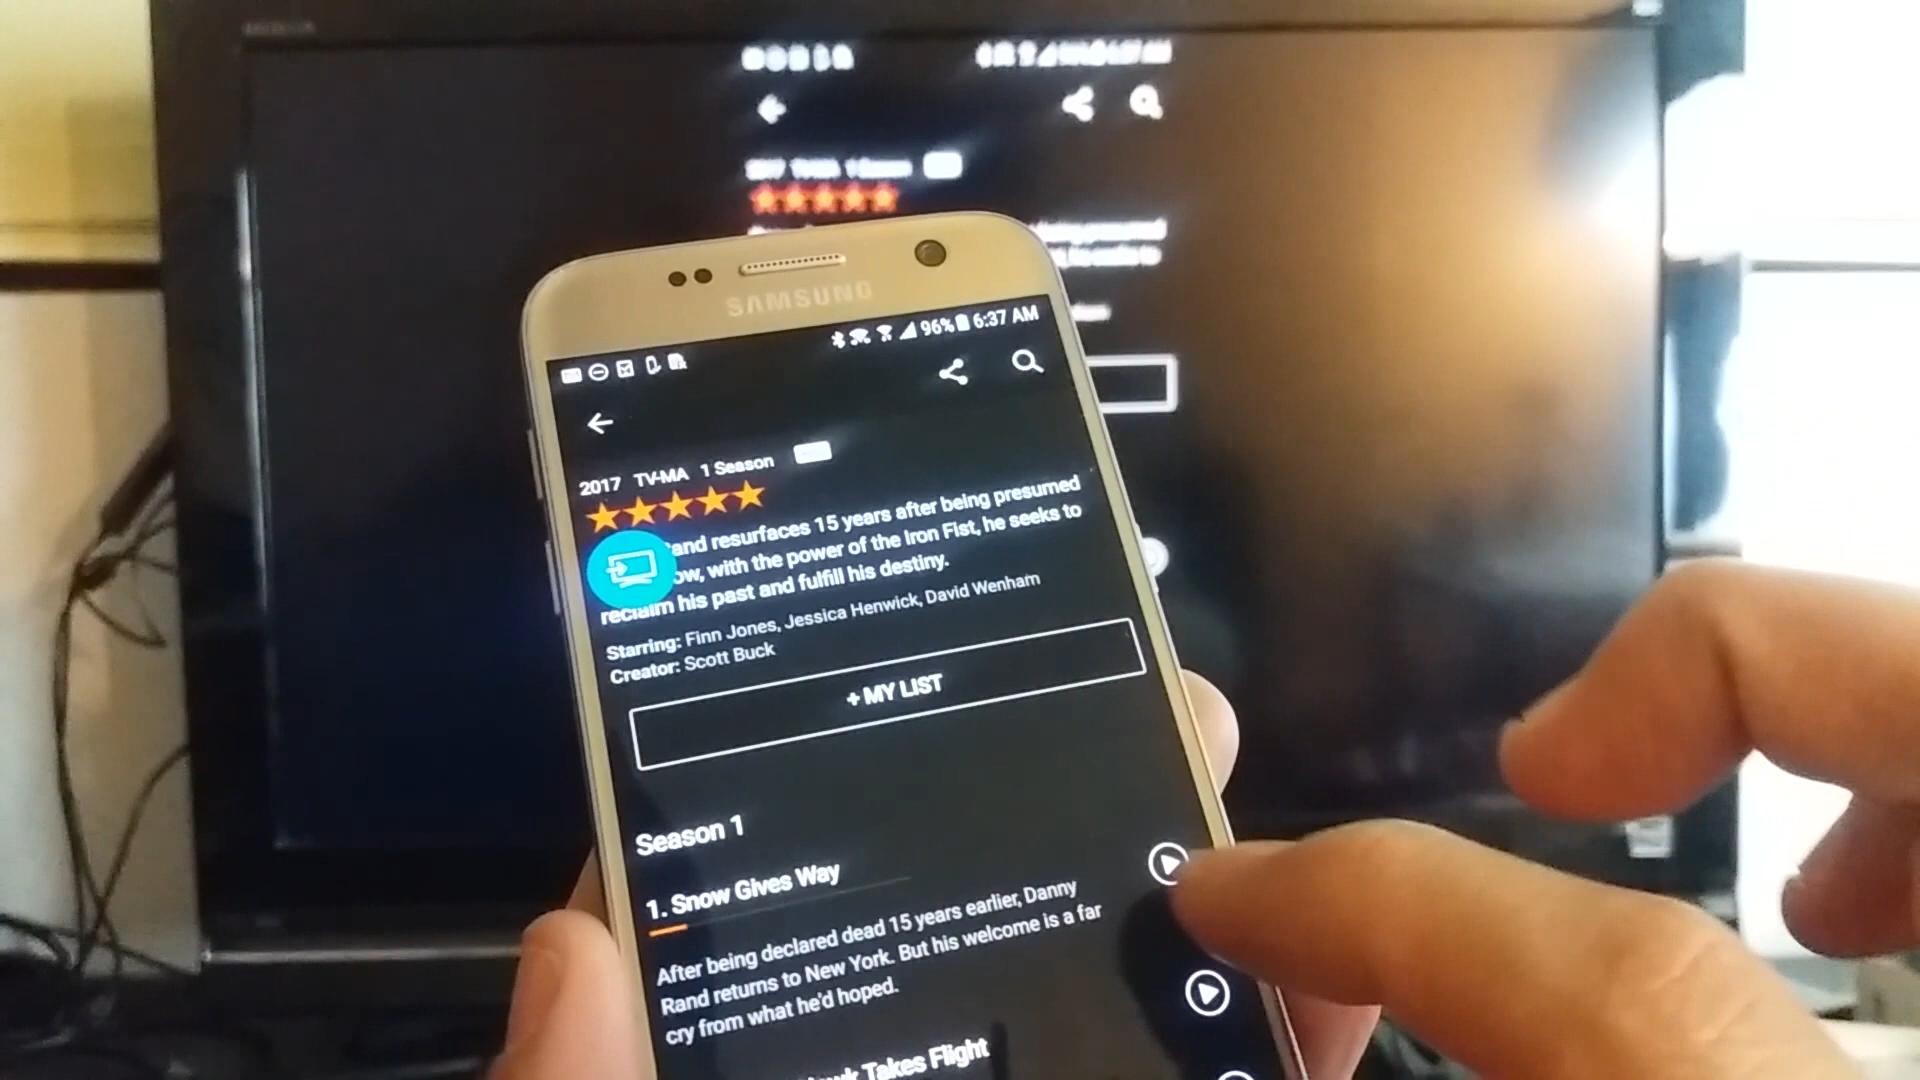 SAMSUNG
96% 6:37 AM
2017 TV-MA 1 Season
and resurfaces 15 years after being presumed
ow, with the power of the Iron Fist, he seeks to
reclaim his past and fulfill his destiny.
Starring: Finn Jones, Jessica Henwick, David Wenham
Creator: Scott Buck
+ MY LIST
Season 1
1. Snow Gives Way
After being declared dead 15 years earlier, Danny
Rand returns to New York. But his welcome is a far
cry from what he'd hoped.
Takes Flight